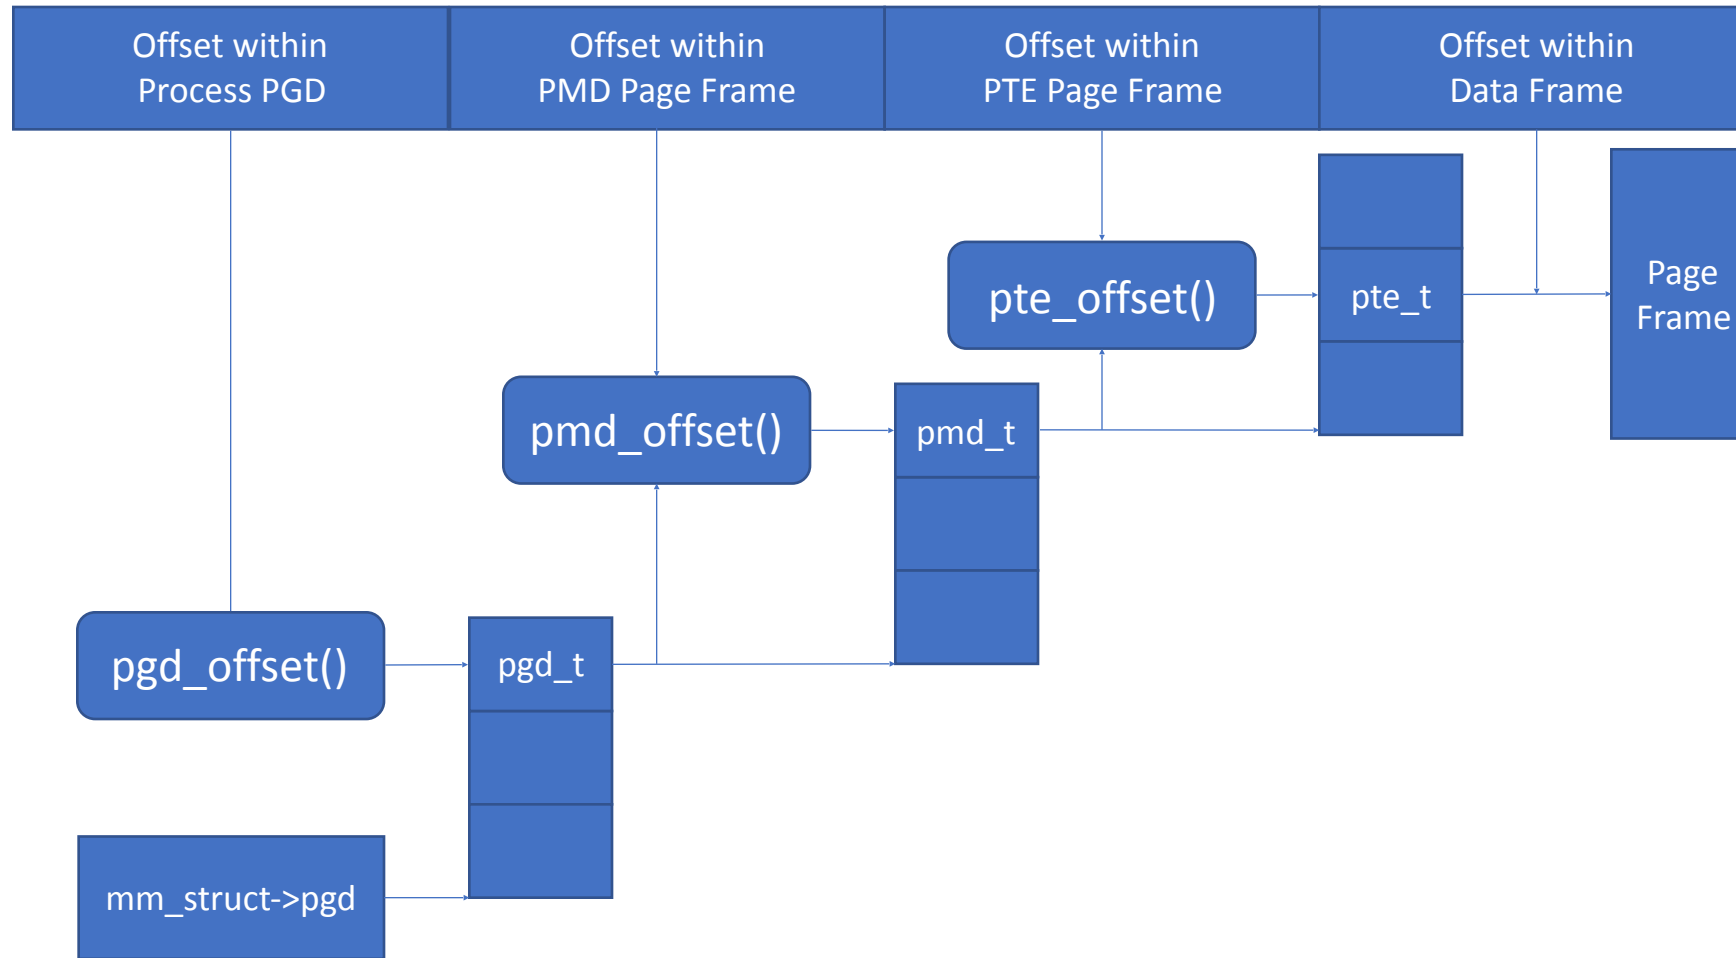 Offset within
Process PGD
Offset within
PMD Page Frame
Offset within
PTE Page Frame
Offset within
Data Frame
pte_offset()
pte_t
Page
Frame
pmd_offset()
pmd_t
pgd_offset()
pgd_t
mm_struct->pgd